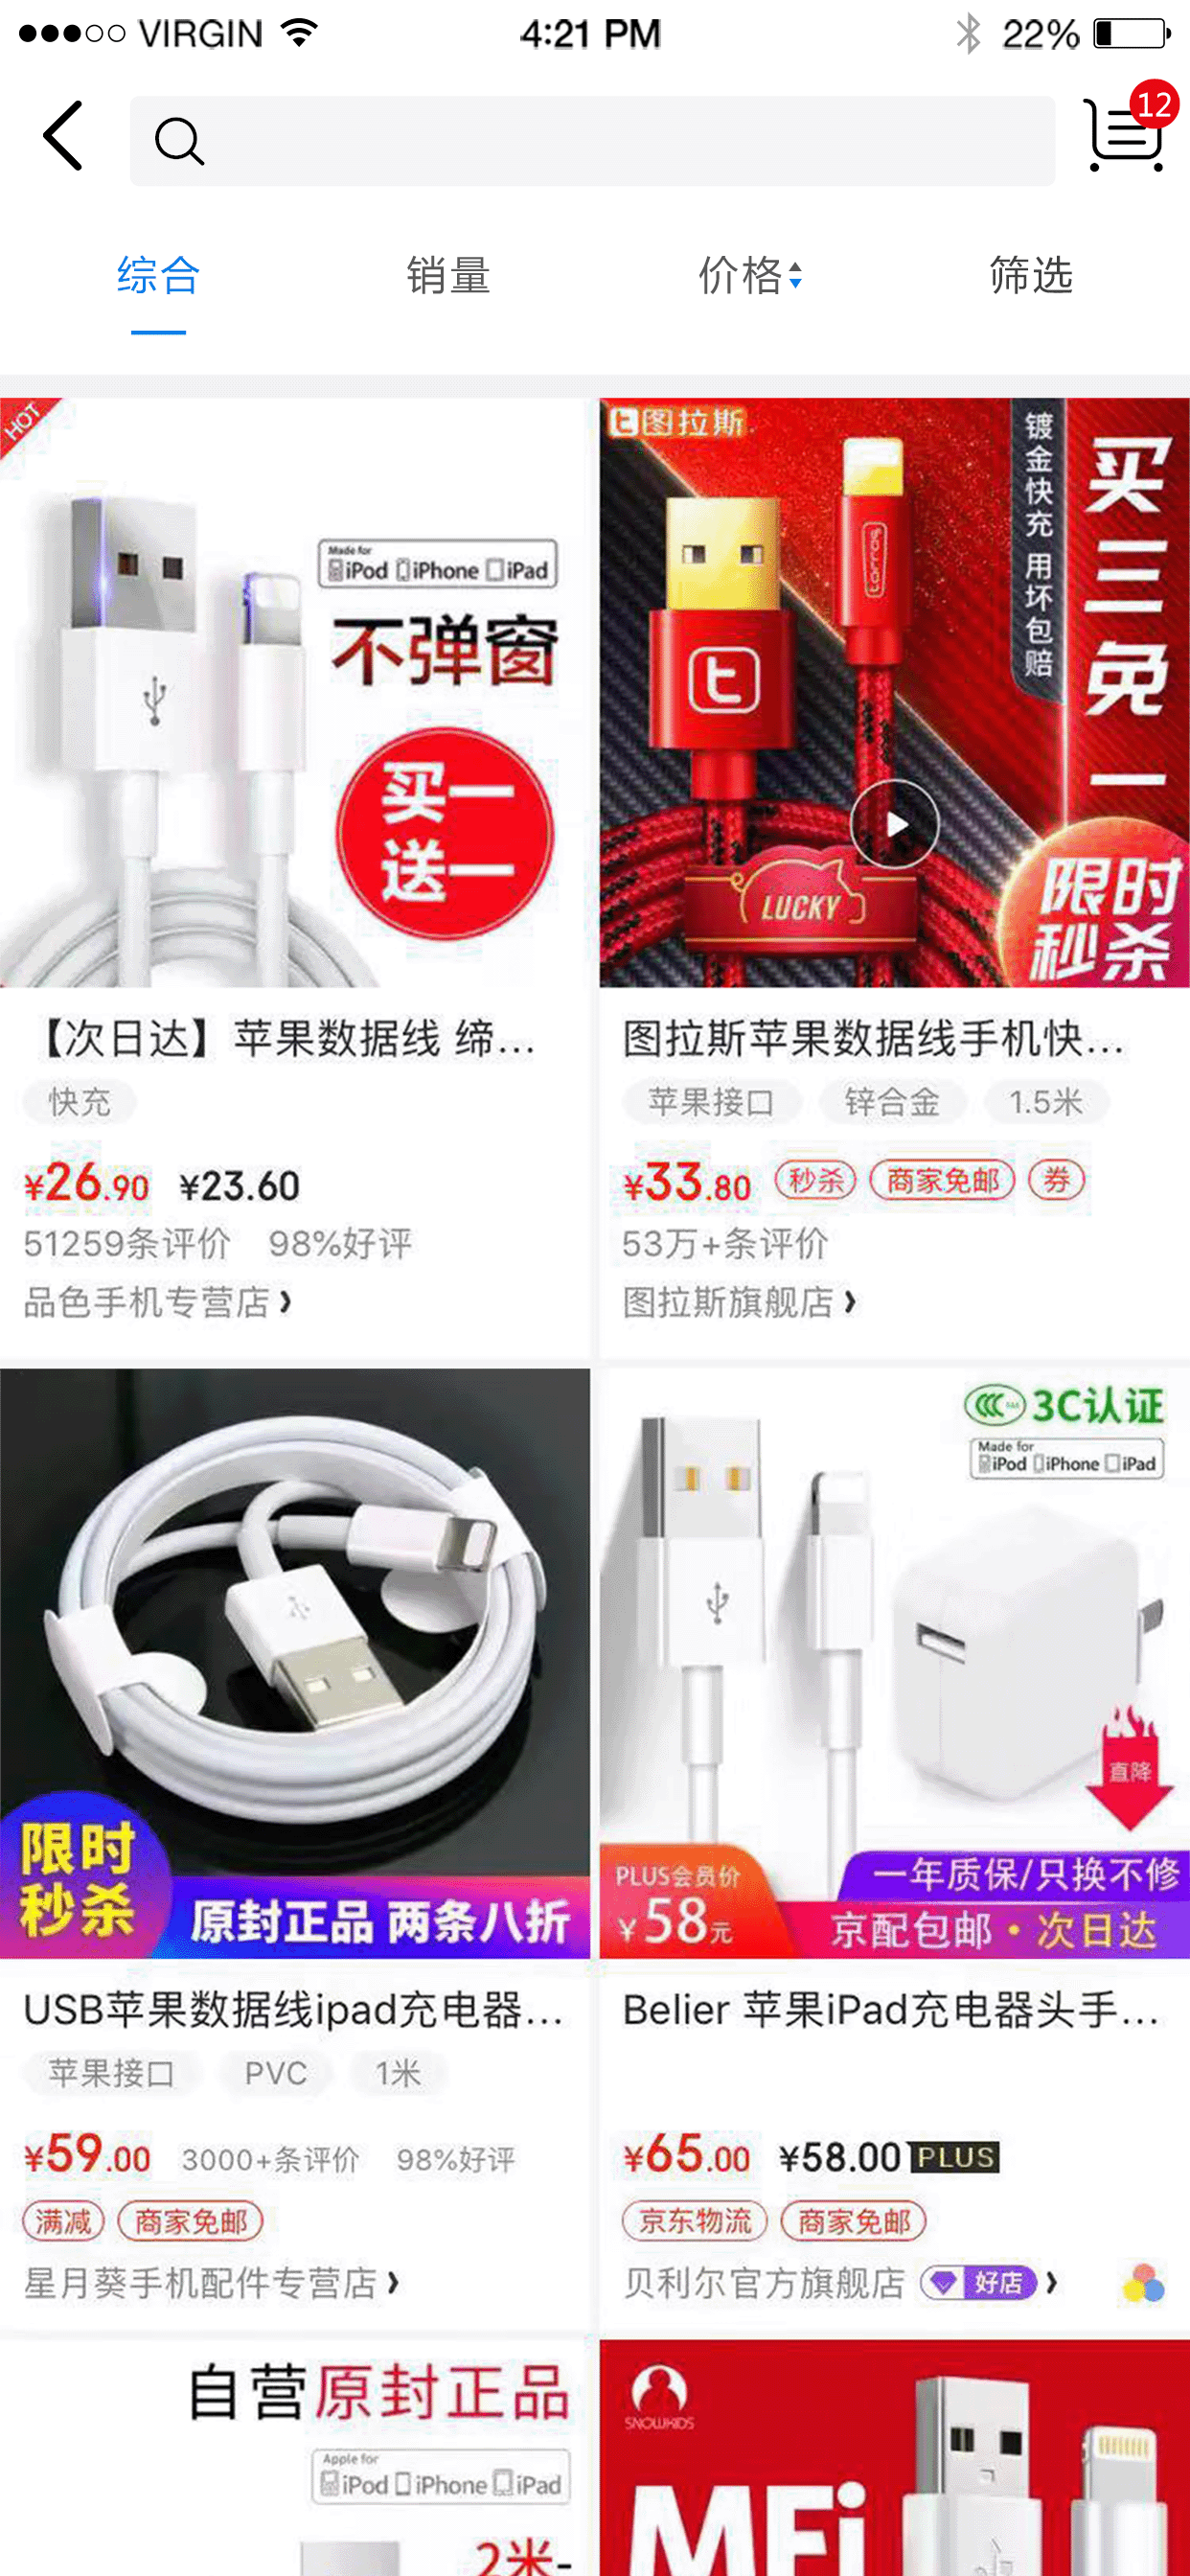 VIRGIN
4:21 PM
22%
12
综合
销量
价格
筛选
HOT
Made for
iPod iPhone iPad
不弹窗
买一
送一
图拉斯
镀金快充 用坏包赔
买三免一
torras
LUCKY
限时
秒杀
【次日达】苹果数据线 缔...
快充
¥26.90 ¥23.60
51259条评价 98%好评
品色手机专营店
图拉斯苹果数据线手机快...
苹果接口 锌合金 1.5米
¥33.80 秒杀 商家免邮 券
53万+条评价
图拉斯旗舰店
限时
秒杀
原封正品 两条八折
3C认证
Made for
iPod iPhone iPad
直降
PLUS会员价
¥58元
一年质保/只换不修
京配包邮·次日达
USB苹果数据线ipad充电器...
苹果接口 PVC 1米
¥59.00 3000+条评价 98%好评
满减 商家免邮
星月葵手机配件专营店
Belier 苹果iPad充电器头手...
¥65.00 ¥58.00 PLUS
京东物流 商家免邮
贝利尔官方旗舰店 好店
自营原封正品
Apple for
iPod iPhone iPad
2米-
SNOWKIDS
MFi